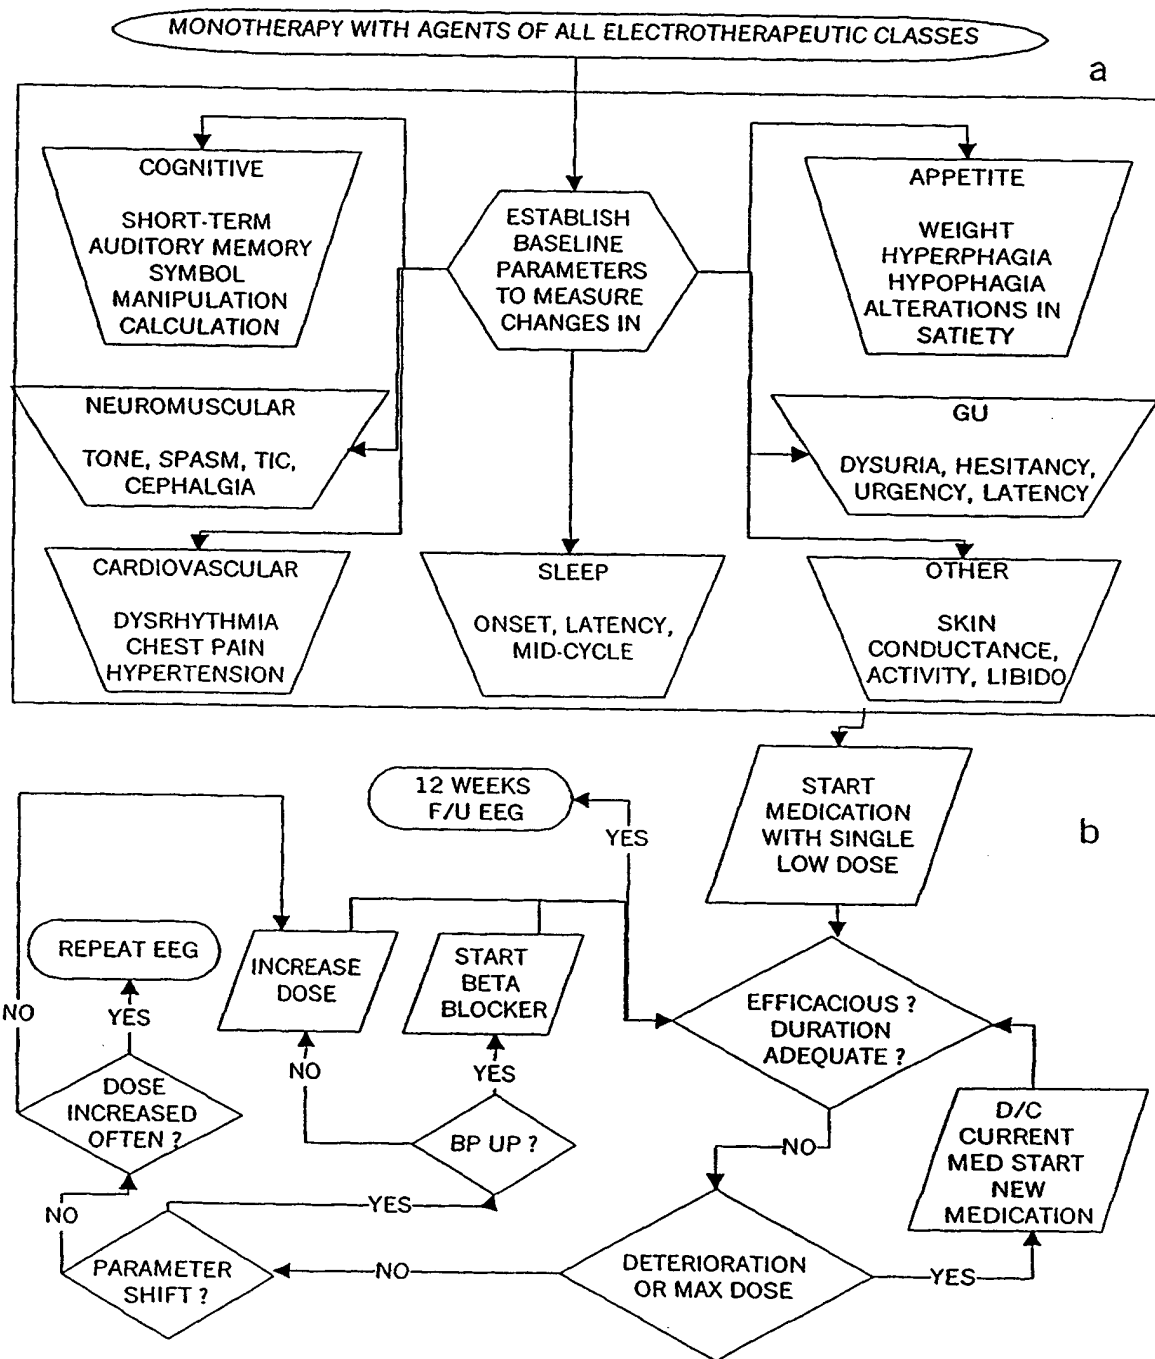 MONOTHERAPY WITH AGENTS OF ALL ELECTROTHERAPEUTIC CLASSES
a
COGNITIVE
SHORT-TERM
AUDITORY MEMORY
SYMBOL
MANIPULATION
CALCULATION
ESTABLISH
BASELINE
PARAMETERS
TO MEASURE
CHANGES IN
APPETITE
WEIGHT
HYPERPHAGIA
HYPOPHAGIA
ALTERATIONS IN
SATIETY
NEUROMUSCULAR
TONE, SPASM, TIC,
CEPHALGIA
GU
DYSURIA, HESITANCY,
URGENCY, LATENCY
CARDIOVASCULAR
DYSRHYTHMIA
CHEST PAIN
HYPERTENSION
SLEEP
ONSET, LATENCY,
MID-CYCLE
OTHER
SKIN
CONDUCTANCE,
ACTIVITY, LIBIDO
START
MEDICATION
WITH SINGLE
LOW DOSE
b
12 WEEKS
F/U EEG
YES
REPEAT EEG
INCREASE
DOSE
START
BETA
BLOCKER
EFFICACIOUS ?
DURATION
ADEQUATE ?
NO
YES
NO
YES
DOSE
INCREASED
OFTEN ?
BP UP ?
D/C
CURRENT
MED START
NEW
MEDICATION
NO
YES
NO
PARAMETER
SHIFT ?
NO
DETERIORATION
OR MAX DOSE
YES